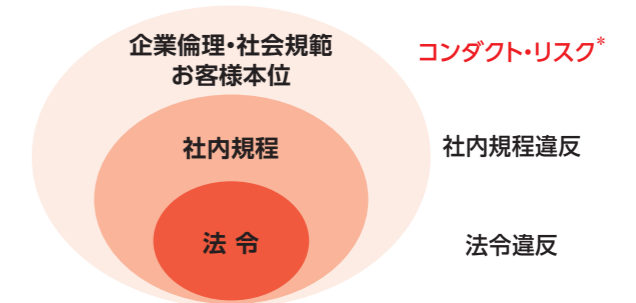 企業倫理・社会規範
お客様本位
コンダクト・リスク*
社内規程
社内規程違反
法 令
法令違反